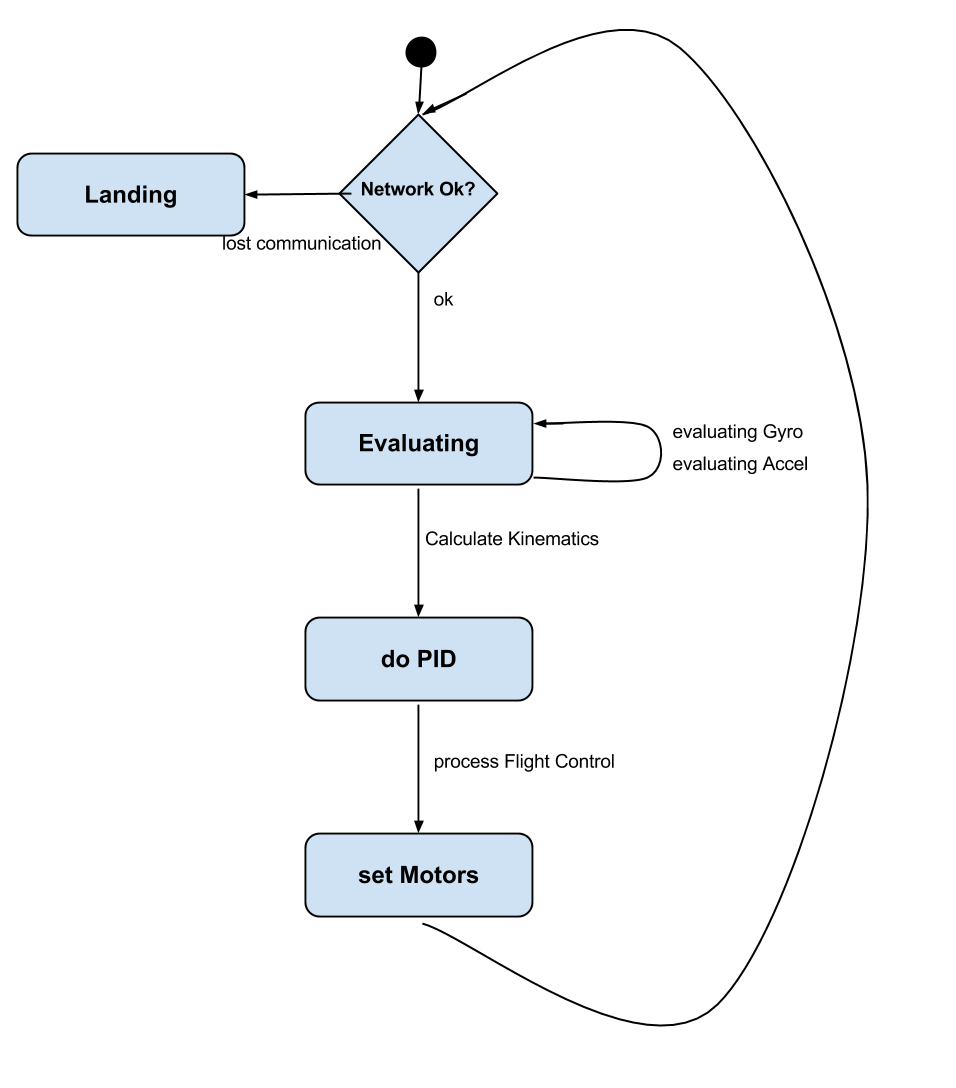 Network Ok?
Landing
lost communication
ok
Evaluating
evaluating Gyro
evaluating Accel
Calculate Kinematics
do PID
process Flight Control
set Motors